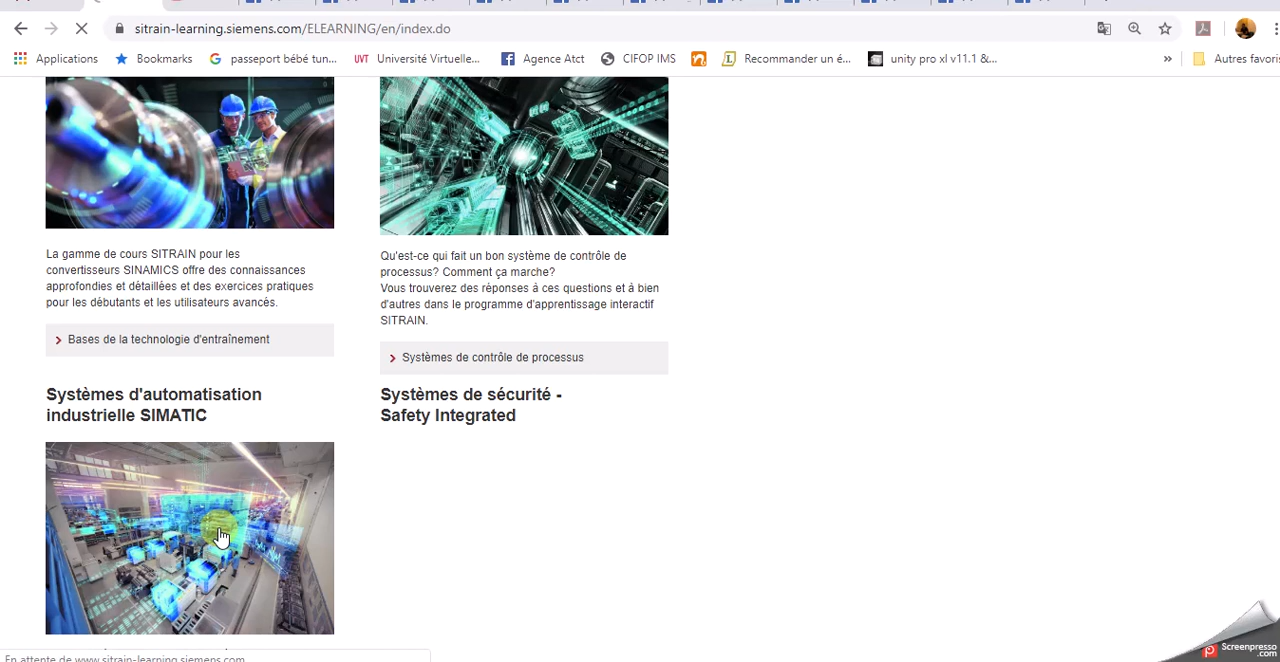 sitrain-learning.siemens.com/ELEARNING/en/index.do
Applications
Bookmarks
passeport bébé tun...
UVT Université Virtuelle...
Agence Atct
CIFOP IMS
Recommander un é...
unity pro xl v11.1 &...
»
Autres favoris
La gamme de cours SITRAIN pour les
convertisseurs SINAMICS offre des connaissances
approfondies et détaillées et des exercices pratiques
pour les débutants et les utilisateurs avancés.
Bases de la technologie d'entraînement
Qu'est-ce qui fait un bon système de contrôle de
processus? Comment ça marche?
Vous trouverez des réponses à ces questions et à bien
d'autres dans le programme d'apprentissage interactif
SITRAIN.
Systèmes de contrôle de processus
Systèmes d'automatisation
industrielle SIMATIC
Systèmes de sécurité -
Safety Integrated
En attente de www.sitrain-learning.siemens.com
Screenpresso
.com